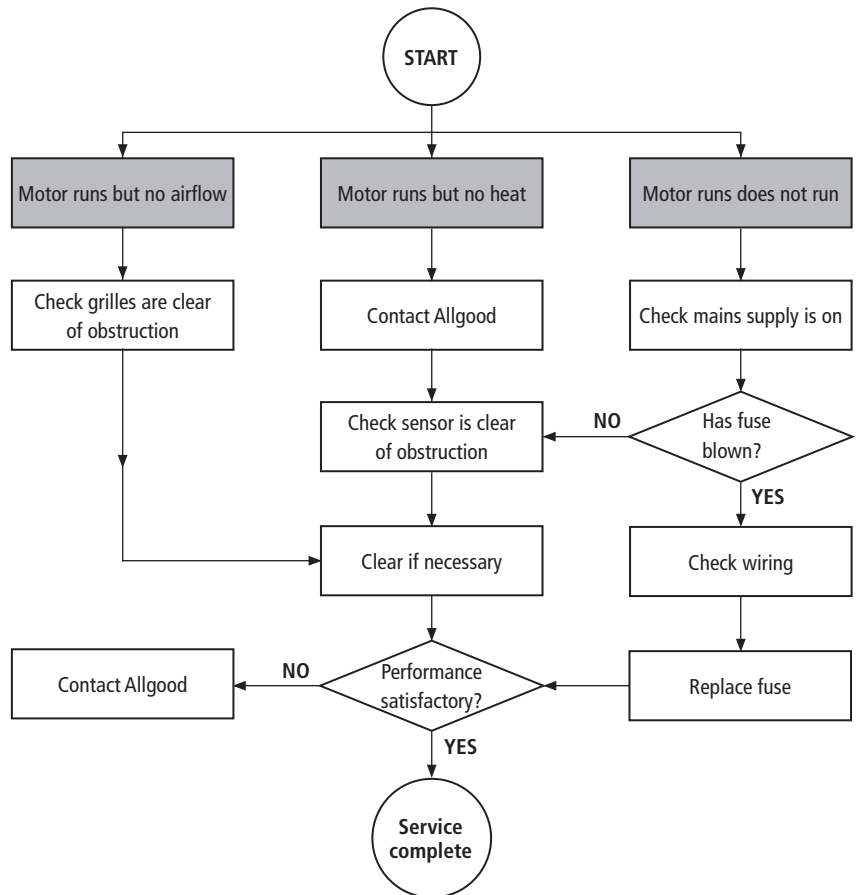 START
Motor runs but no airflow
Motor runs but no heat
Motor runs does not run
Check grilles are clear
of obstruction
Contact Allgood
Check mains supply is on
Check sensor is clear
of obstruction
NO
Has fuse
blown?
YES
Clear if necessary
Check wiring
Contact Allgood
NO
Performance
satisfactory?
Replace fuse
YES
Service
complete